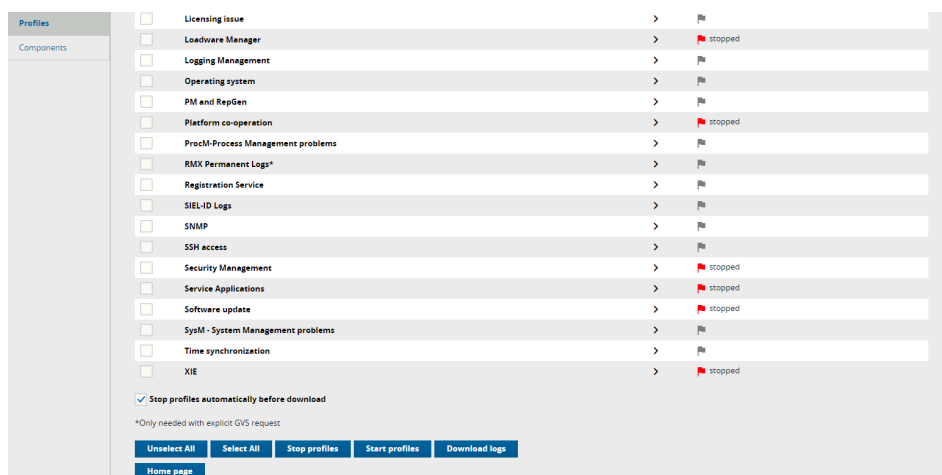 Profiles
Components
Licensing issue
Loadware Manager stopped
Logging Management
Operating system
PM and RepGen
Platform co-operation stopped
ProcM-Process Management problems
RMX Permanent Logs*
Registration Service
SIEL-ID Logs
SNMP
SSH access
Security Management stopped
Service Applications stopped
Software update stopped
SysM - System Management problems
Time synchronization
XIE stopped
Stop profiles automatically before download
*Only needed with explicit GVS request
Unselect All Select All Stop profiles Start profiles Download logs
Home page